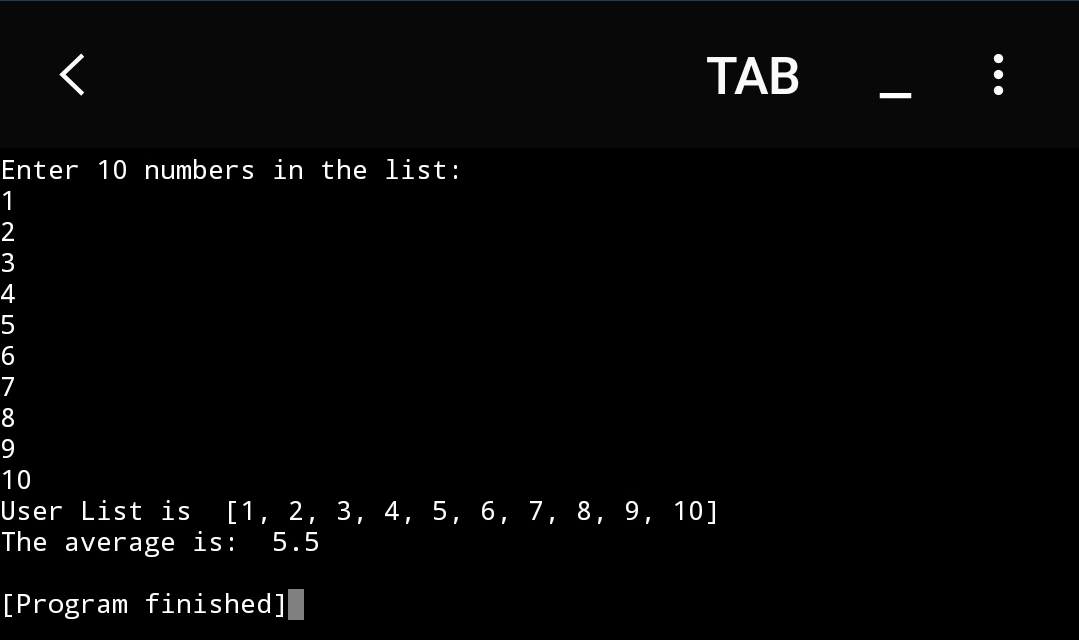 TAB _
Enter 10 numbers in the list:
1
2
3
4
5
6
7
8
9
10
User List is  [1, 2, 3, 4, 5, 6, 7, 8, 9, 10]
The average is:  5.5
[Program finished]